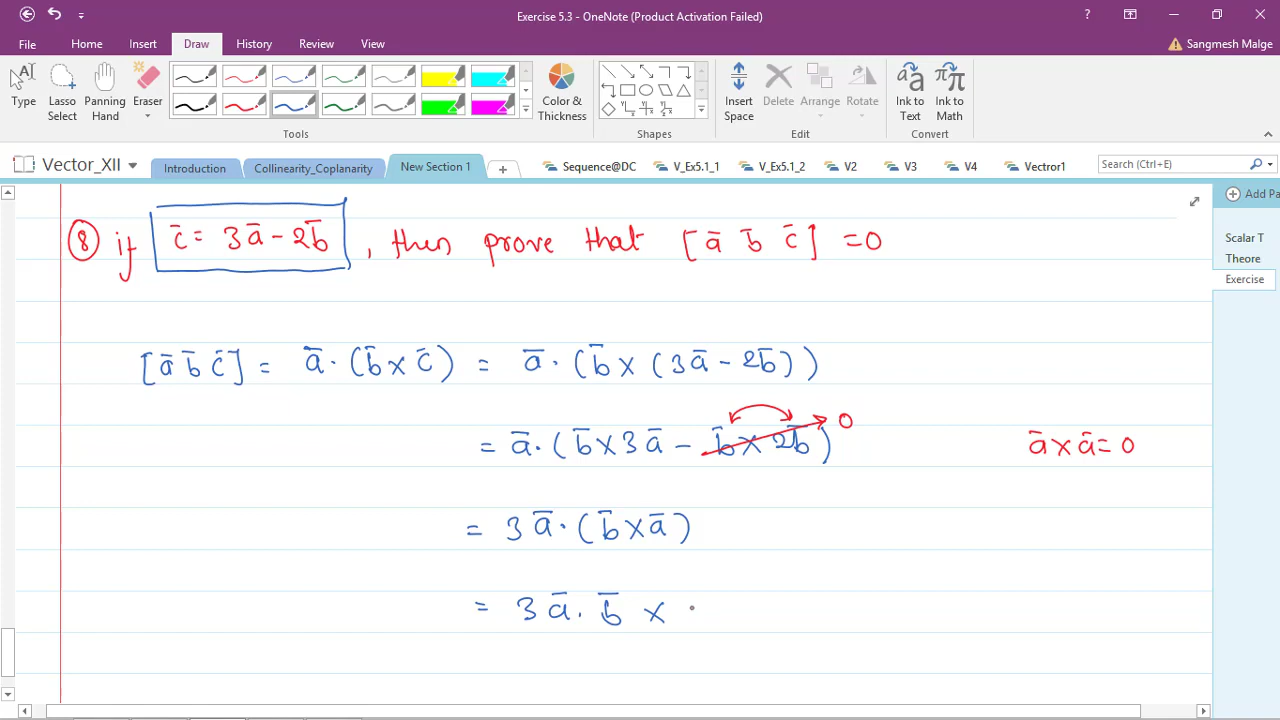 Exercise 5.3 - OneNote (Product Activation Failed)
File Home Insert Draw History Review View Sangmesh Malge
Type Lasso Select Panning Hand Eraser Color & Thickness Insert Space Delete Arrange Rotate Ink to Text Ink to Math
Tools Shapes Edit Convert
Vector_XII Introduction Collinearity_Coplanarity New Section 1 Sequence@DC V_Ex5.1_1 V_Ex5.1_2 V2 V3 V4 Vectror1 Search (Ctrl+E)
Add Pa
Scalar T
Theore
Exercise
⑧ if c̄ = 3ā - 2b̄ , then prove that [ā b̄ c̄] = 0
[ā b̄ c̄] = ā · (b̄ × c̄) = ā · (b̄ × (3ā - 2b̄))
= ā · (b̄ × 3ā - b̄ × 2b̄) 0 ā × ā = 0
= 3ā · (b̄ × ā)
= 3ā · b̄ ×